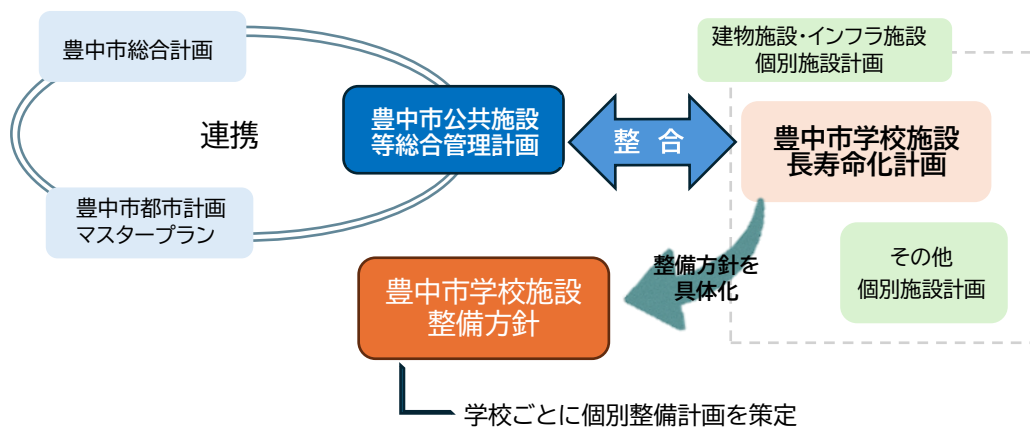 豊中市総合計画
連携
豊中市都市計画
マスタープラン
豊中市公共施設
等総合管理計画
整 合
建物施設・インフラ施設
個別施設計画
豊中市学校施設
長寿命化計画
その他
個別施設計画
整備方針を
具体化
豊中市学校施設
整備方針
学校ごとに個別整備計画を策定